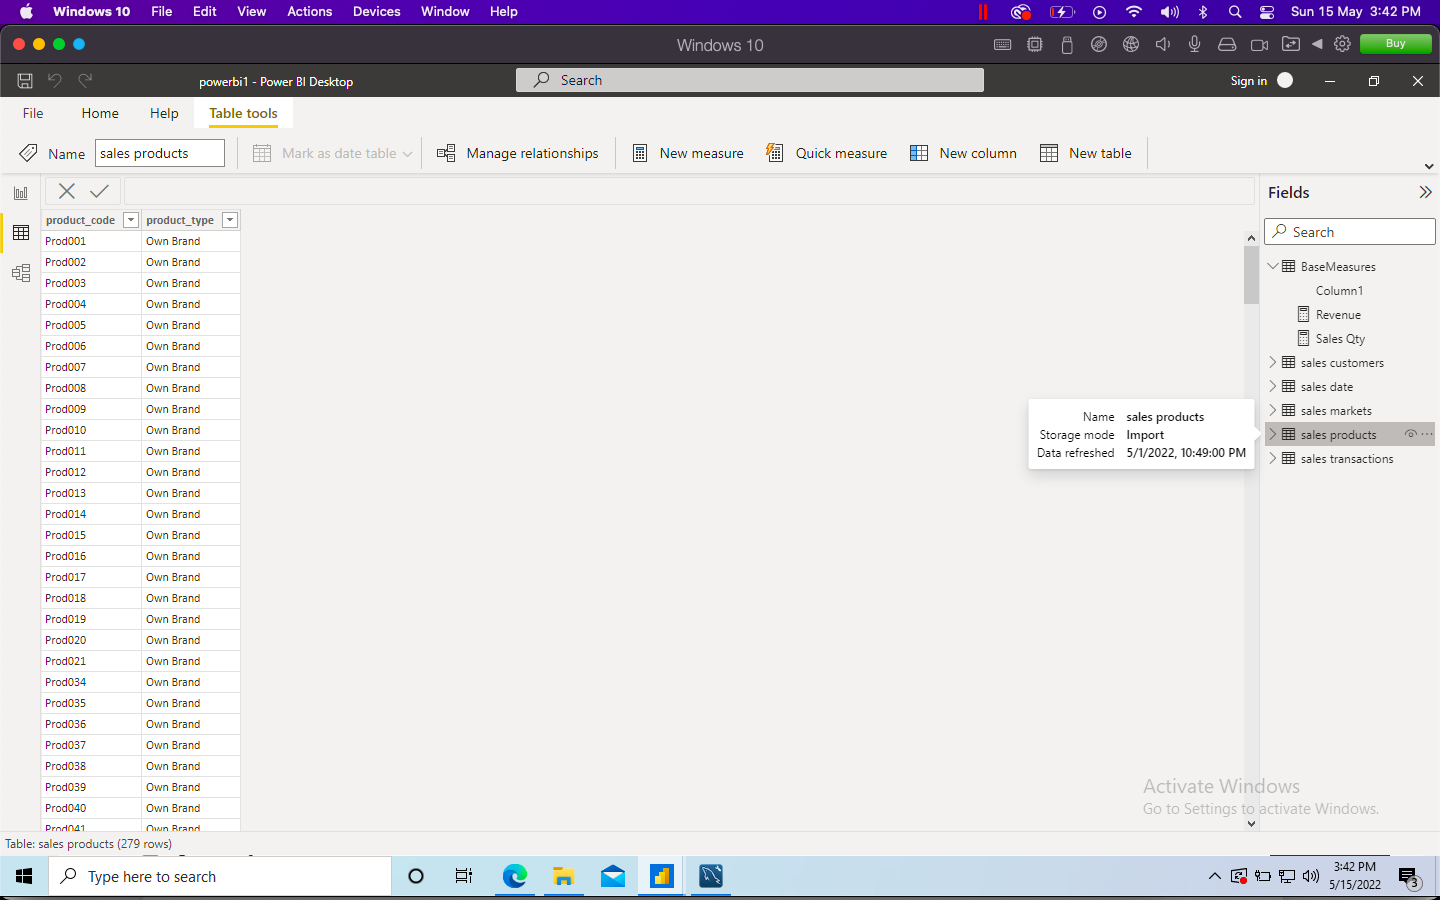 Windows 10 File Edit View Actions Devices Window Help Sun 15 May 3:42 PM
Windows 10 Buy
powerbi1 - Power BI Desktop Search Sign in
File Home Help Table tools
Name sales products Mark as date table Manage relationships New measure Quick measure New column New table
Fields
Search
BaseMeasures
Column1
Revenue
Sales Qty
sales customers
sales date
sales markets
sales products
sales transactions
Name sales products
Storage mode Import
Data refreshed 5/1/2022, 10:49:00 PM
product_code product_type
Prod001 Own Brand
Prod002 Own Brand
Prod003 Own Brand
Prod004 Own Brand
Prod005 Own Brand
Prod006 Own Brand
Prod007 Own Brand
Prod008 Own Brand
Prod009 Own Brand
Prod010 Own Brand
Prod011 Own Brand
Prod012 Own Brand
Prod013 Own Brand
Prod014 Own Brand
Prod015 Own Brand
Prod016 Own Brand
Prod017 Own Brand
Prod018 Own Brand
Prod019 Own Brand
Prod020 Own Brand
Prod021 Own Brand
Prod034 Own Brand
Prod035 Own Brand
Prod036 Own Brand
Prod037 Own Brand
Prod038 Own Brand
Prod039 Own Brand
Prod040 Own Brand
Prod041 Own Brand
Activate Windows
Go to Settings to activate Windows.
Table: sales products (279 rows)
Type here to search
3:42 PM
5/15/2022
3